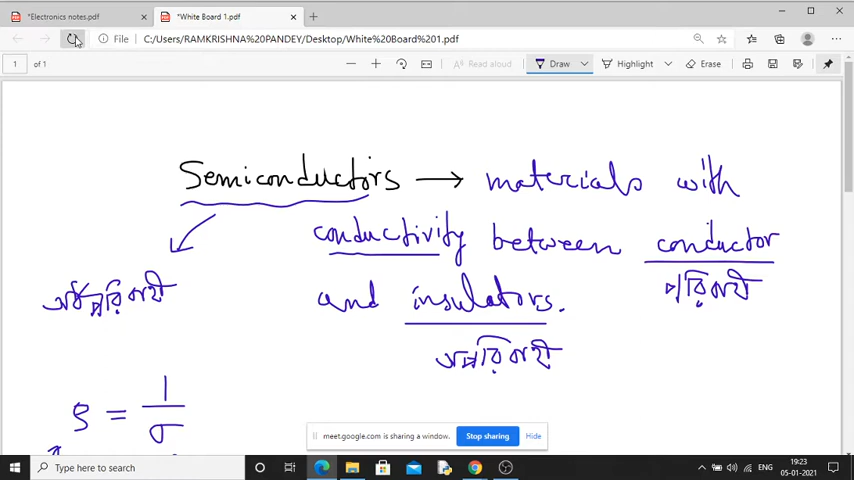 *Electronics notes.pdf
*White Board 1.pdf
File C:/Users/RAMKRISHNA%20PANDEY/Desktop/White%20Board%201.pdf
1 of 1
Read aloud
Draw
Highlight
Erase
Semiconductors → materials with
conductivity between conductor
অর্ধপরিবাহী
পরিবাহী
and insulators.
অপরিবাহী
ρ = 1/σ
meet.google.com is sharing a window.
Stop sharing
Hide
Type here to search
ENG
19:23
05-01-2021